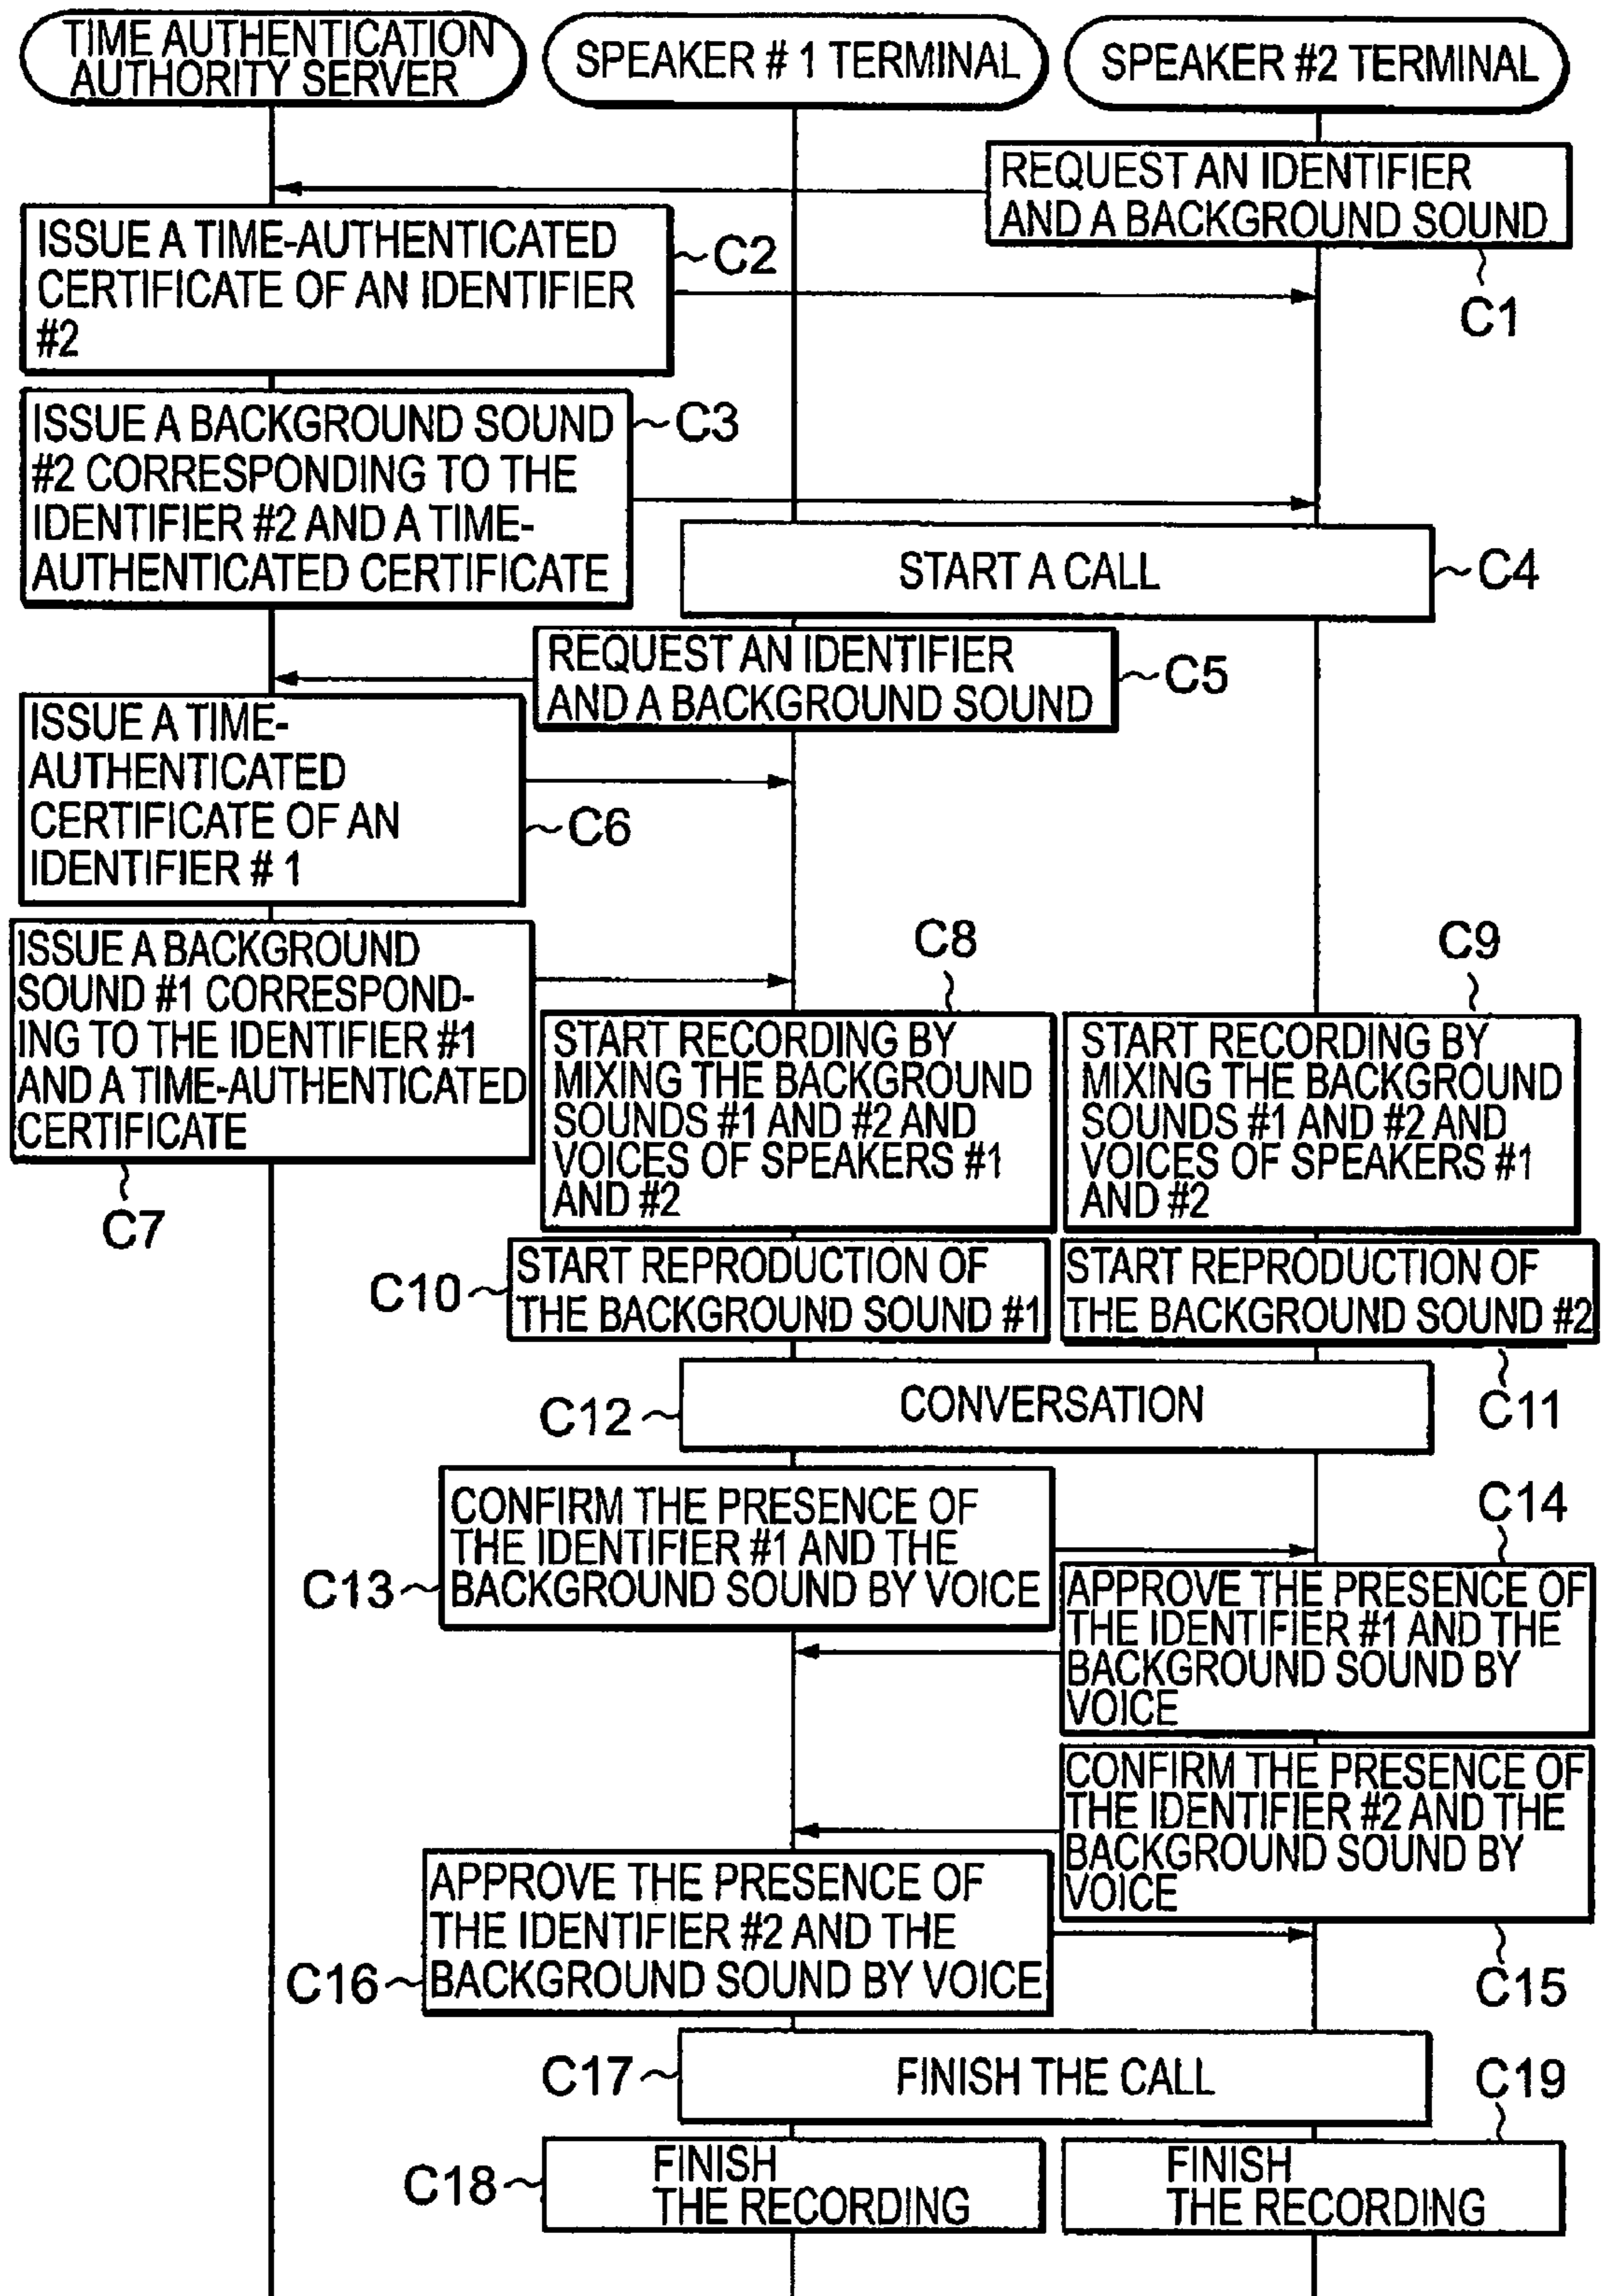 TIME AUTHENTICATION
AUTHORITY SERVER
SPEAKER # 1 TERMINAL
SPEAKER #2 TERMINAL
REQUEST AN IDENTIFIER
AND A BACKGROUND SOUND
C1
ISSUE A TIME-AUTHENTICATED
CERTIFICATE OF AN IDENTIFIER
#2
C2
ISSUE A BACKGROUND SOUND
#2 CORRESPONDING TO THE
IDENTIFIER #2 AND A TIME-
AUTHENTICATED CERTIFICATE
C3
START A CALL
C4
REQUEST AN IDENTIFIER
AND A BACKGROUND SOUND
C5
ISSUE A TIME-
AUTHENTICATED
CERTIFICATE OF AN
IDENTIFIER # 1
C6
ISSUE A BACKGROUND
SOUND #1 CORRESPOND-
ING TO THE IDENTIFIER #1
AND A TIME-AUTHENTICATED
CERTIFICATE
C7
C8
START RECORDING BY
MIXING THE BACKGROUND
SOUNDS #1 AND #2 AND
VOICES OF SPEAKERS #1
AND #2
C9
START RECORDING BY
MIXING THE BACKGROUND
SOUNDS #1 AND #2 AND
VOICES OF SPEAKERS #1
AND #2
C10
START REPRODUCTION OF
THE BACKGROUND SOUND #1
START REPRODUCTION OF
THE BACKGROUND SOUND #2
C11
C12
CONVERSATION
C13
CONFIRM THE PRESENCE OF
THE IDENTIFIER #1 AND THE
BACKGROUND SOUND BY VOICE
C14
APPROVE THE PRESENCE OF
THE IDENTIFIER #1 AND THE
BACKGROUND SOUND BY
VOICE
CONFIRM THE PRESENCE OF
THE IDENTIFIER #2 AND THE
BACKGROUND SOUND BY
VOICE
C15
C16
APPROVE THE PRESENCE OF
THE IDENTIFIER #2 AND THE
BACKGROUND SOUND BY VOICE
C17
FINISH THE CALL
C18
FINISH
THE RECORDING
C19
FINISH
THE RECORDING